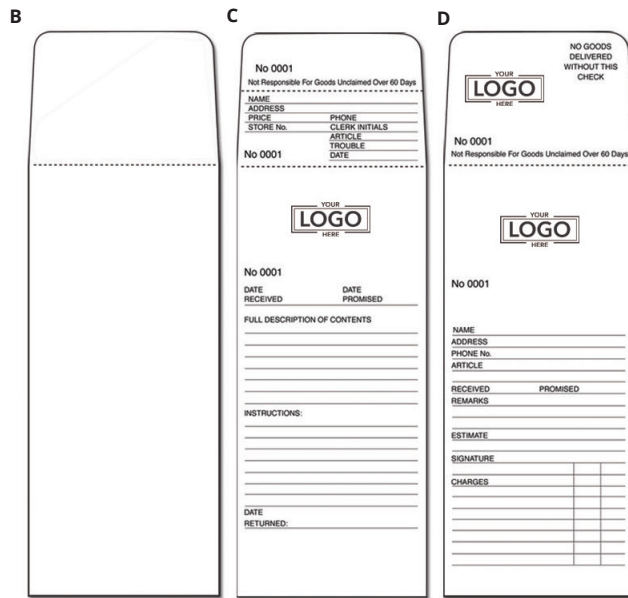 B
C
No 0001
Not Responsible For Goods Unclaimed Over 60 Days
NAME
ADDRESS
PRICE PHONE
STORE No. CLERK INITIALS
ARTICLE
TROUBLE
No 0001 DATE
YOUR
LOGO
HERE
No 0001
DATE DATE
RECEIVED PROMISED
FULL DESCRIPTION OF CONTENTS
INSTRUCTIONS:
DATE
RETURNED:
D
NO GOODS
DELIVERED
WITHOUT THIS
CHECK
YOUR
LOGO
HERE
No 0001
Not Responsible For Goods Unclaimed Over 60 Days
YOUR
LOGO
HERE
No 0001
NAME
ADDRESS
PHONE No.
ARTICLE
RECEIVED PROMISED
REMARKS
ESTIMATE
SIGNATURE
CHARGES